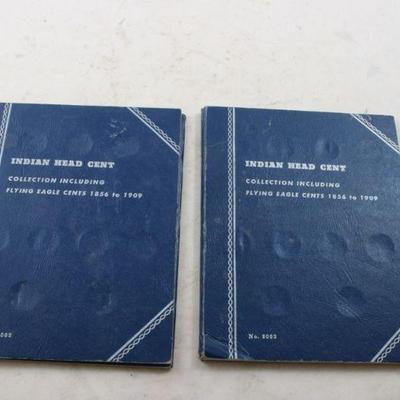 INDIAN HEAD CENT
COLLECTION INCLUDING
FLYING EAGLE CENTS 1856 to 1909
INDIAN HEAD CENT
COLLECTION INCLUDING
FLYING EAGLE CENTS 1856 to 1909
No. 9003